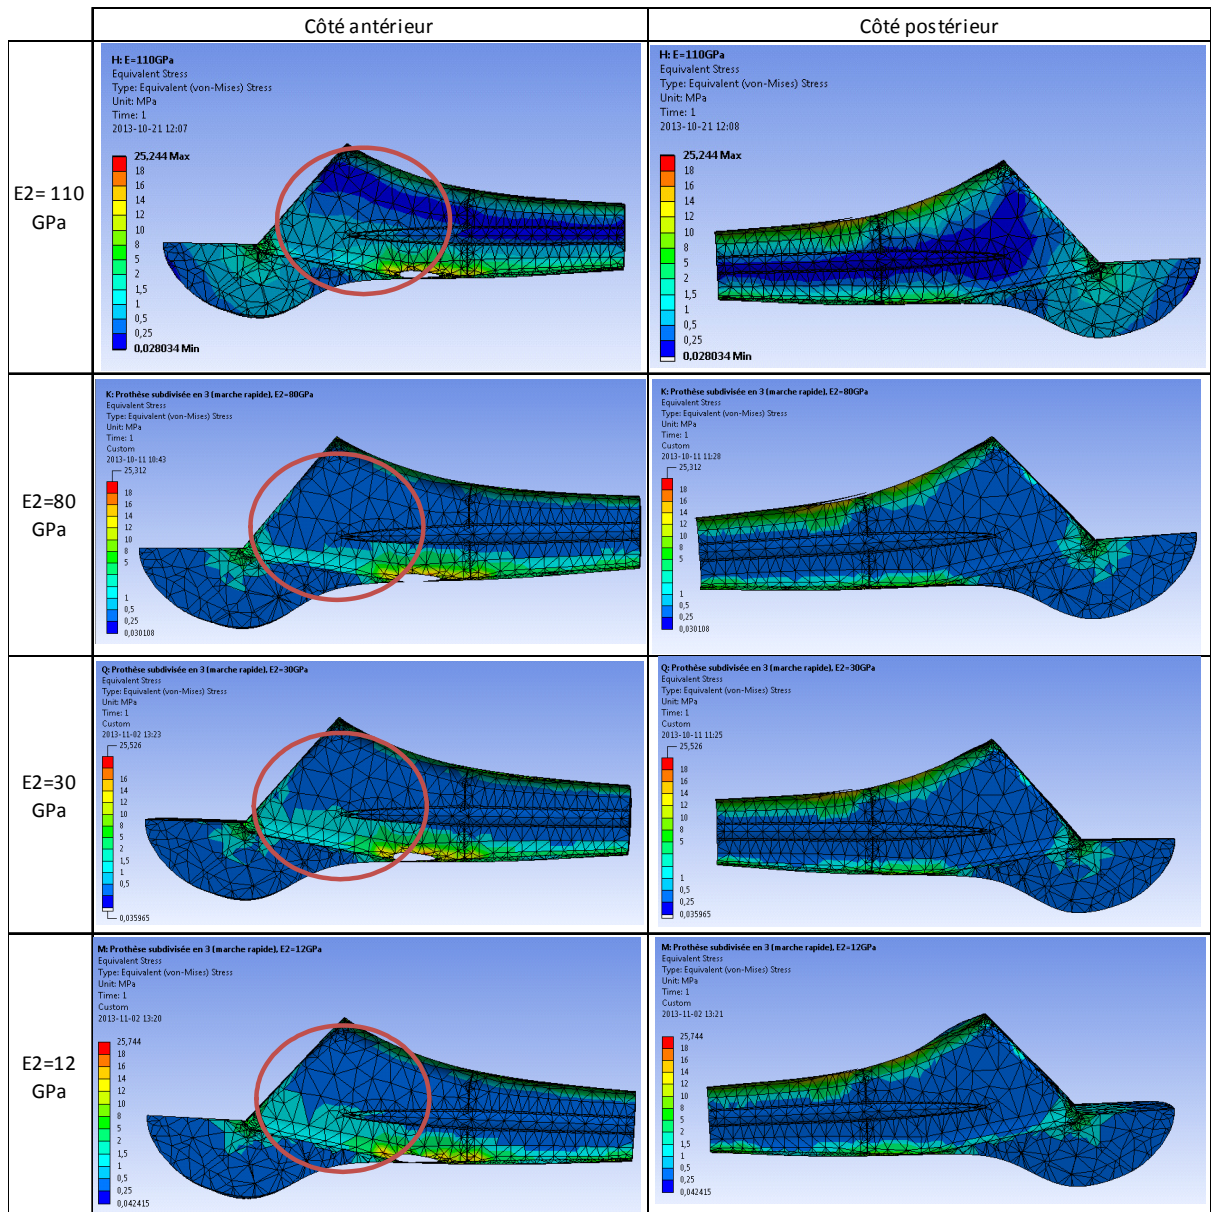 Côté antérieur
Côté postérieur
E2= 110
GPa
H: E=110GPa
Equivalent Stress
Type: Equivalent (von-Mises) Stress
Unit: MPa
Time: 1
2013-10-21 12:07
25,244 Max
18
16
14
12
10
8
5
2
1,5
1
0,5
0,25
0,028034 Min
H: E=110GPa
Equivalent Stress
Type: Equivalent (von-Mises) Stress
Unit: MPa
Time: 1
2013-10-21 12:08
25,244 Max
18
16
14
12
10
8
5
2
1,5
1
0,5
0,25
0,028034 Min
E2=80
GPa
K: Prothèse subdivisée en 3 (marche rapide), E2=80GPa
Equivalent Stress
Type: Equivalent (von-Mises) Stress
Unit: MPa
Time: 1
Custom
2013-10-11 10:43
25,312
18
16
14
12
10
8
5
1
0,5
0,25
0,030108
K: Prothèse subdivisée en 3 (marche rapide), E2=80GPa
Equivalent Stress
Type: Equivalent (von-Mises) Stress
Unit: MPa
Time: 1
Custom
2013-10-11 11:28
25,312
18
16
14
12
10
8
5
1
0,5
0,25
0,030108
E2=30
GPa
Q: Prothèse subdivisée en 3 (marche rapide), E2=30GPa
Equivalent Stress
Type: Equivalent (von-Mises) Stress
Unit: MPa
Time: 1
Custom
2013-11-02 13:23
25,526
16
14
12
10
8
5
2
1,5
1
0,5
0,035965
Q: Prothèse subdivisée en 3 (marche rapide), E2=30GPa
Equivalent Stress
Type: Equivalent (von-Mises) Stress
Unit: MPa
Time: 1
Custom
2013-10-11 11:25
25,526
18
16
14
12
10
8
5
1
0,5
0,25
0,035965
E2=12
GPa
M: Prothèse subdivisée en 3 (marche rapide), E2=12GPa
Equivalent Stress
Type: Equivalent (von-Mises) Stress
Unit: MPa
Time: 1
Custom
2013-11-02 13:20
25,744
18
16
14
12
10
8
5
2
1,5
1
0,5
0,25
0,042415
M: Prothèse subdivisée en 3 (marche rapide), E2=12GPa
Equivalent Stress
Type: Equivalent (von-Mises) Stress
Unit: MPa
Time: 1
Custom
2013-11-02 13:21
25,744
18
16
14
12
10
8
5
2
1,5
1
0,5
0,25
0,042415